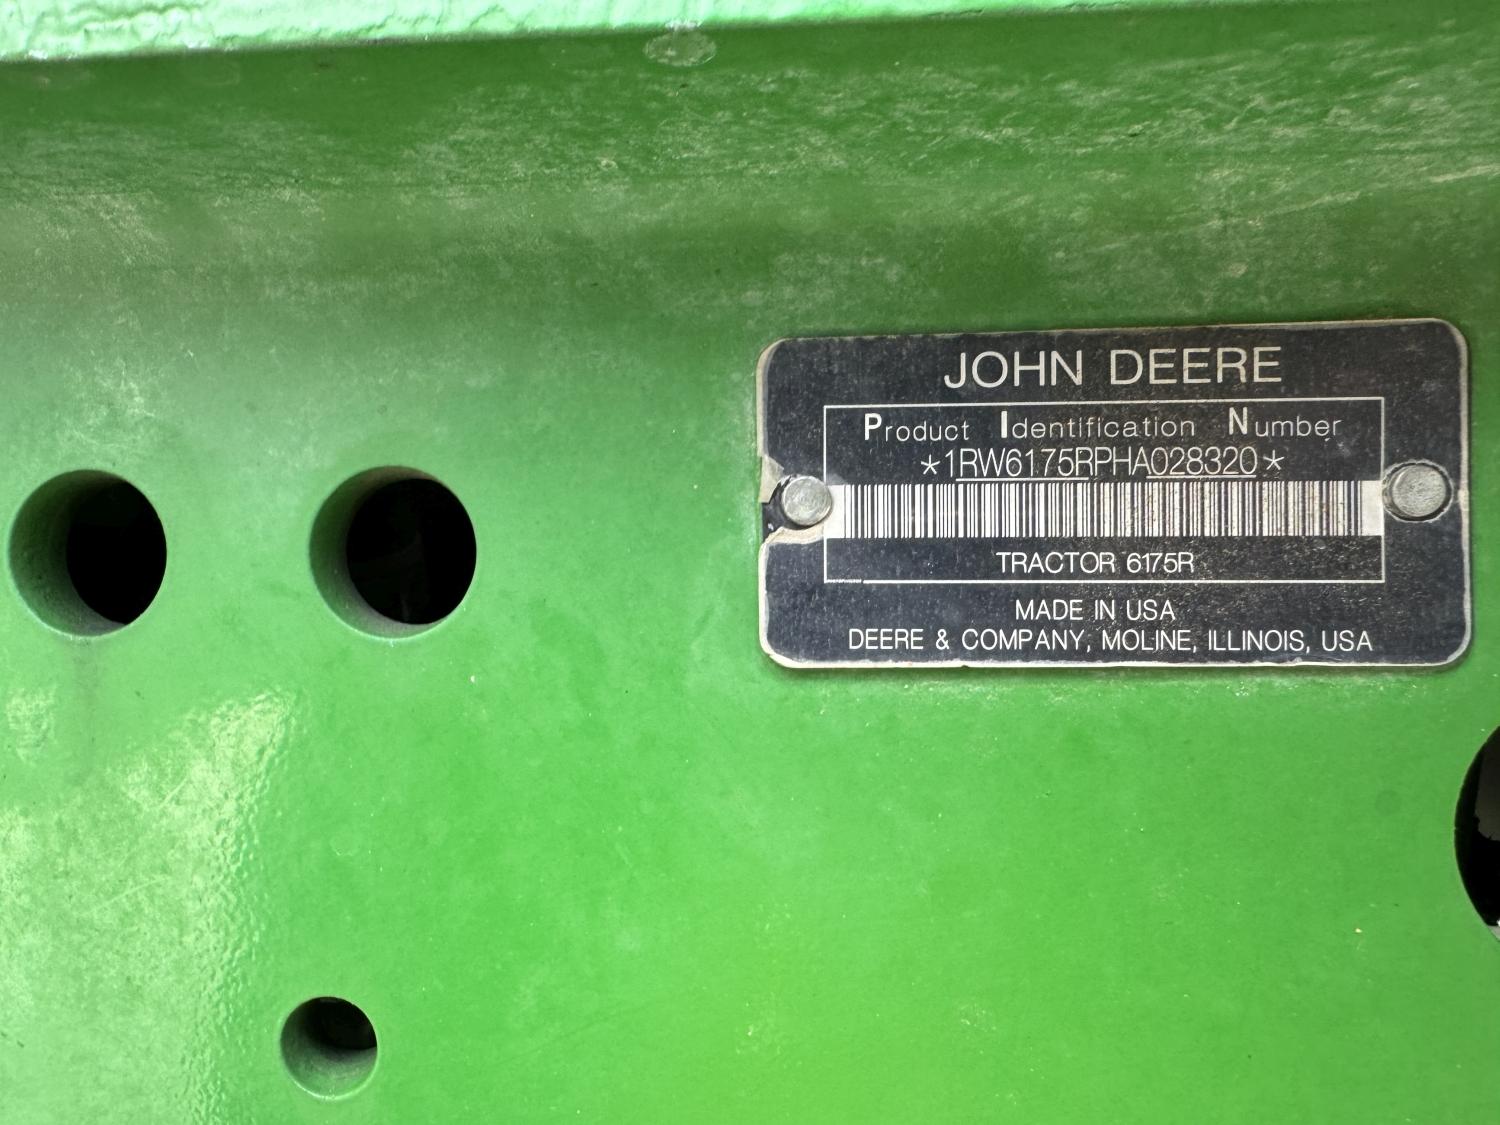 JOHN DEERE
Product Identification Number
*1RW6175RPHA028320*
TRACTOR 6175R
MADE IN USA
DEERE & COMPANY, MOLINE, ILLINOIS, USA